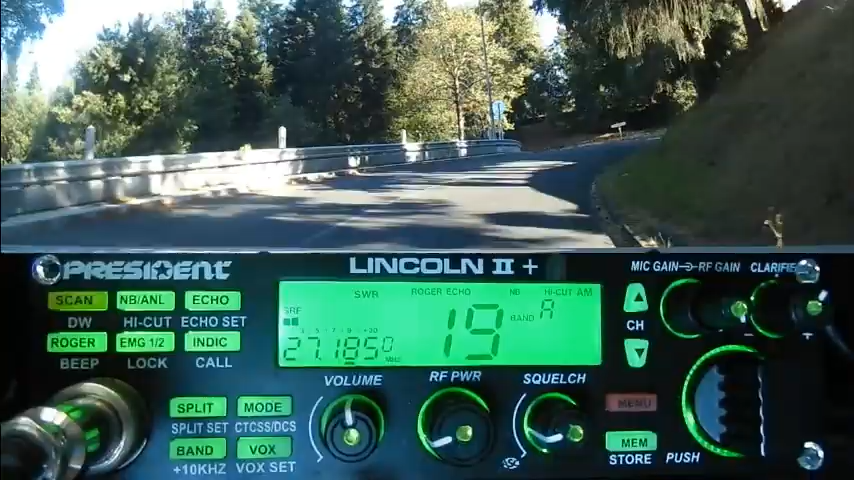 PRESIDENT
LINCOLN II +
MIC GAIN RF GAIN CLARIFIER
SCAN NB/ANL ECHO
DW HI-CUT ECHO SET
ROGER EMG 1/2 INDIC
BEEP LOCK CALL
SWR ROGER ECHO NB HI-CUT AM
SRF
19 BAND A
27.1850 MHz
CH
VOLUME RF PWR SQUELCH
SPLIT MODE
SPLIT SET CTCSS/DCS
BAND VOX
+10KHZ VOX SET
MENU
MEM
STORE PUSH